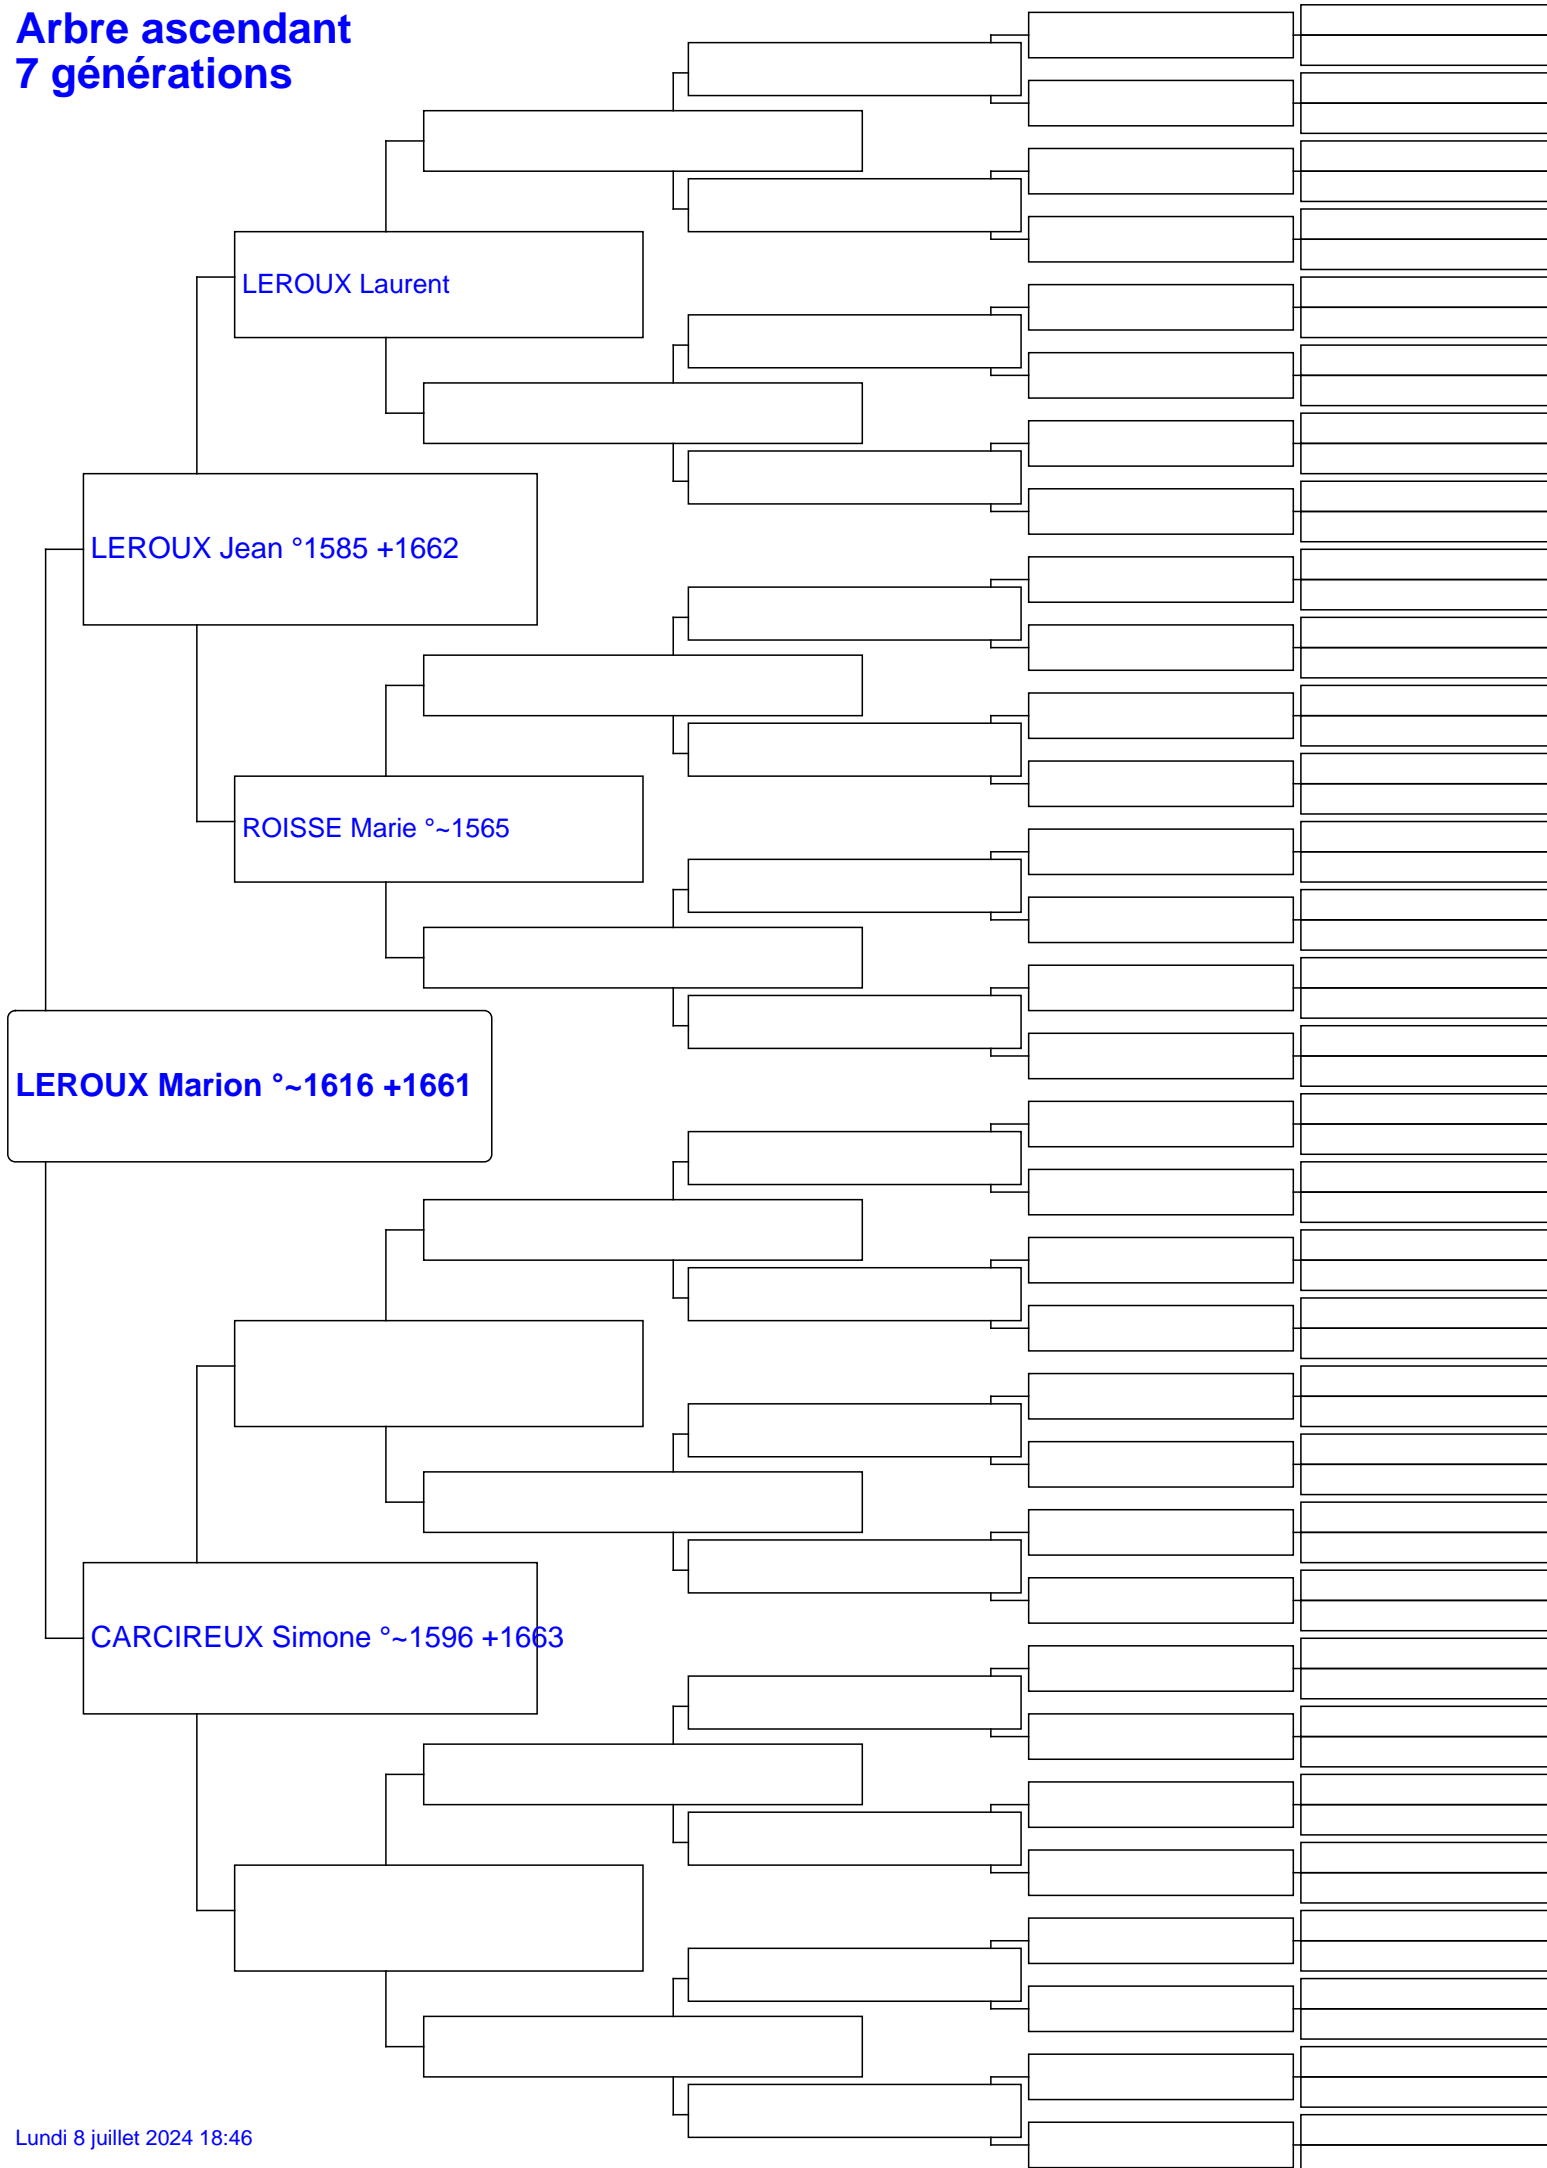 Arbre ascendant
7 générations
LEROUX Laurent
LEROUX Jean °1585 +1662
ROISSE Marie °~1565
LEROUX Marion °~1616 +1661
CARCIREUX Simone °~1596 +1663
Lundi 8 juillet 2024 18:46